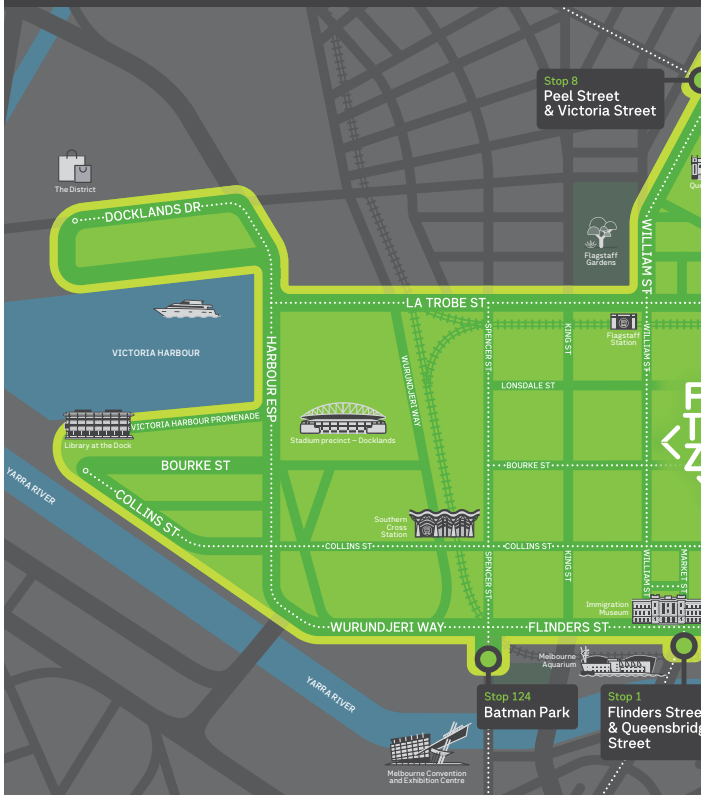 Stop 8
Peel Street
& Victoria Street
The District
DOCKLANDS DR
Flagstaff
Gardens
WILLIAM ST
LA TROBE ST
VICTORIA HARBOUR
HARBOUR ESP
WURUNDJERI WAY
SPENCER ST
KING ST
Flagstaff
Station
WILLIAM ST
LONSDALE ST
VICTORIA HARBOUR PROMENADE
Library at the Dock
Stadium precinct – Docklands
BOURKE ST
BOURKE ST
YARRA RIVER
COLLINS ST
Southern
Cross
Station
COLLINS ST
COLLINS ST
SPENCER ST
KING ST
WILLIAM ST
MARKET ST
Immigration
Museum
WURUNDJERI WAY
FLINDERS ST
Melbourne
Aquarium
YARRA RIVER
Stop 124
Batman Park
Stop 1
Flinders Stree
& Queensbridg
Street
Melbourne Convention
and Exhibition Centre